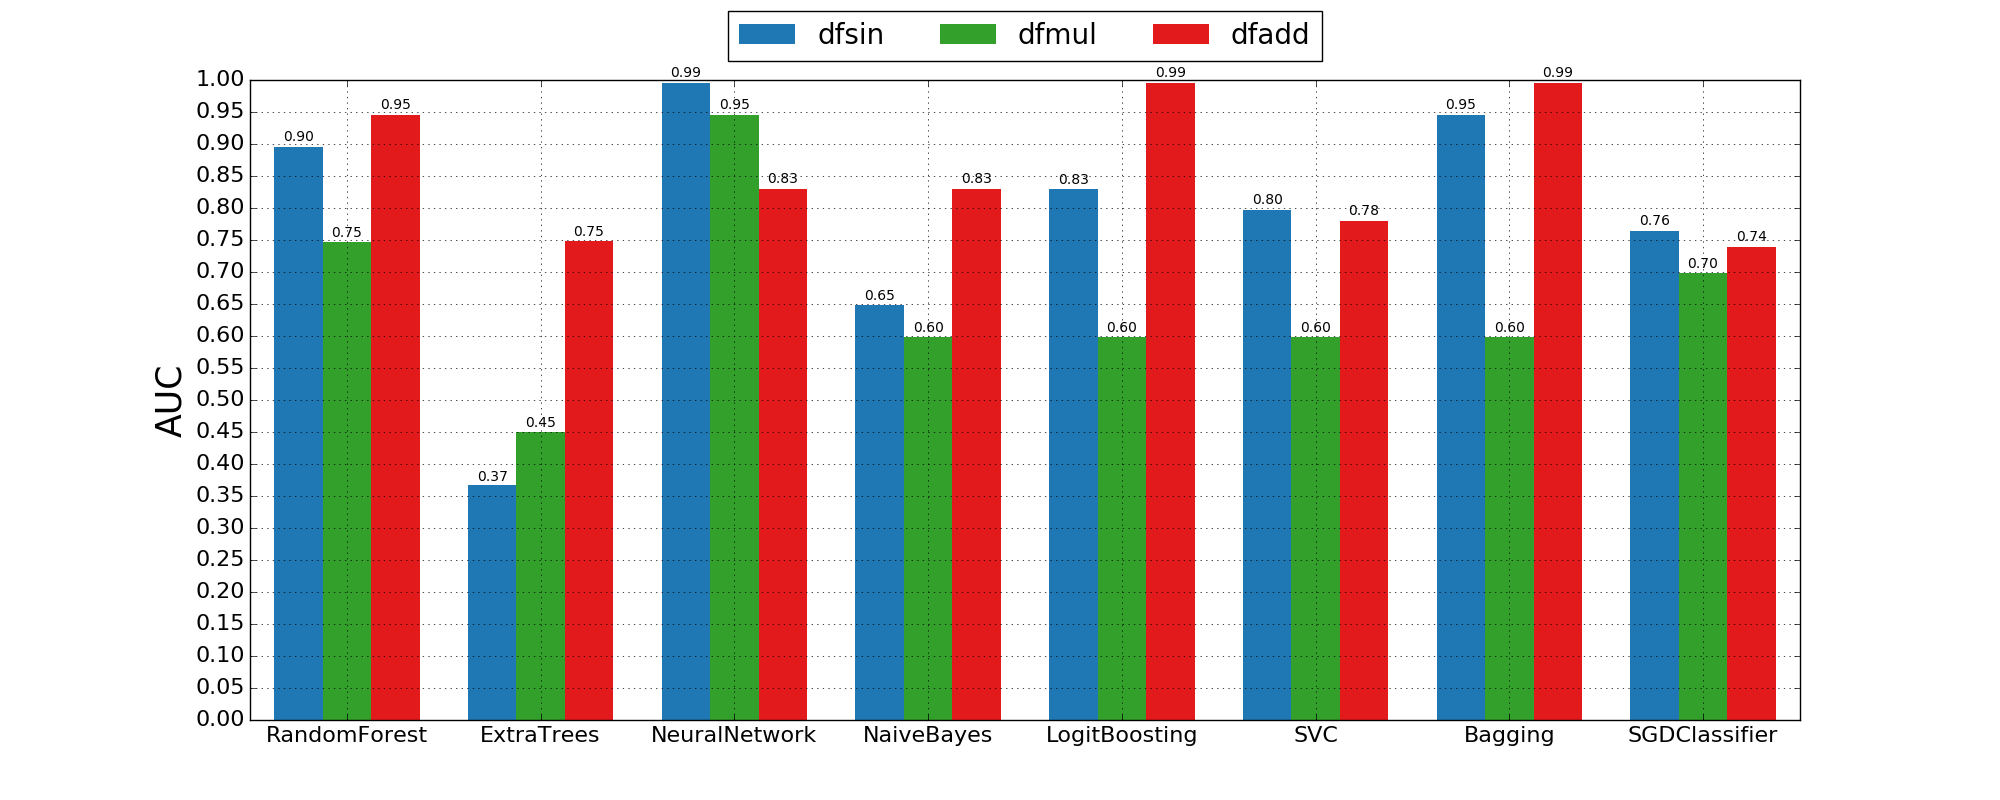 dfsin dfmul dfadd
AUC
1.00
0.95
0.90
0.85
0.80
0.75
0.70
0.65
0.60
0.55
0.50
0.45
0.40
0.35
0.30
0.25
0.20
0.15
0.10
0.05
0.00
0.90 0.75 0.95
0.37 0.45 0.75
0.99 0.95 0.83
0.65 0.60 0.83
0.83 0.60 0.99
0.80 0.60 0.78
0.95 0.60 0.99
0.76 0.70 0.74
RandomForest ExtraTrees NeuralNetwork NaiveBayes LogitBoosting SVC Bagging SGDClassifier